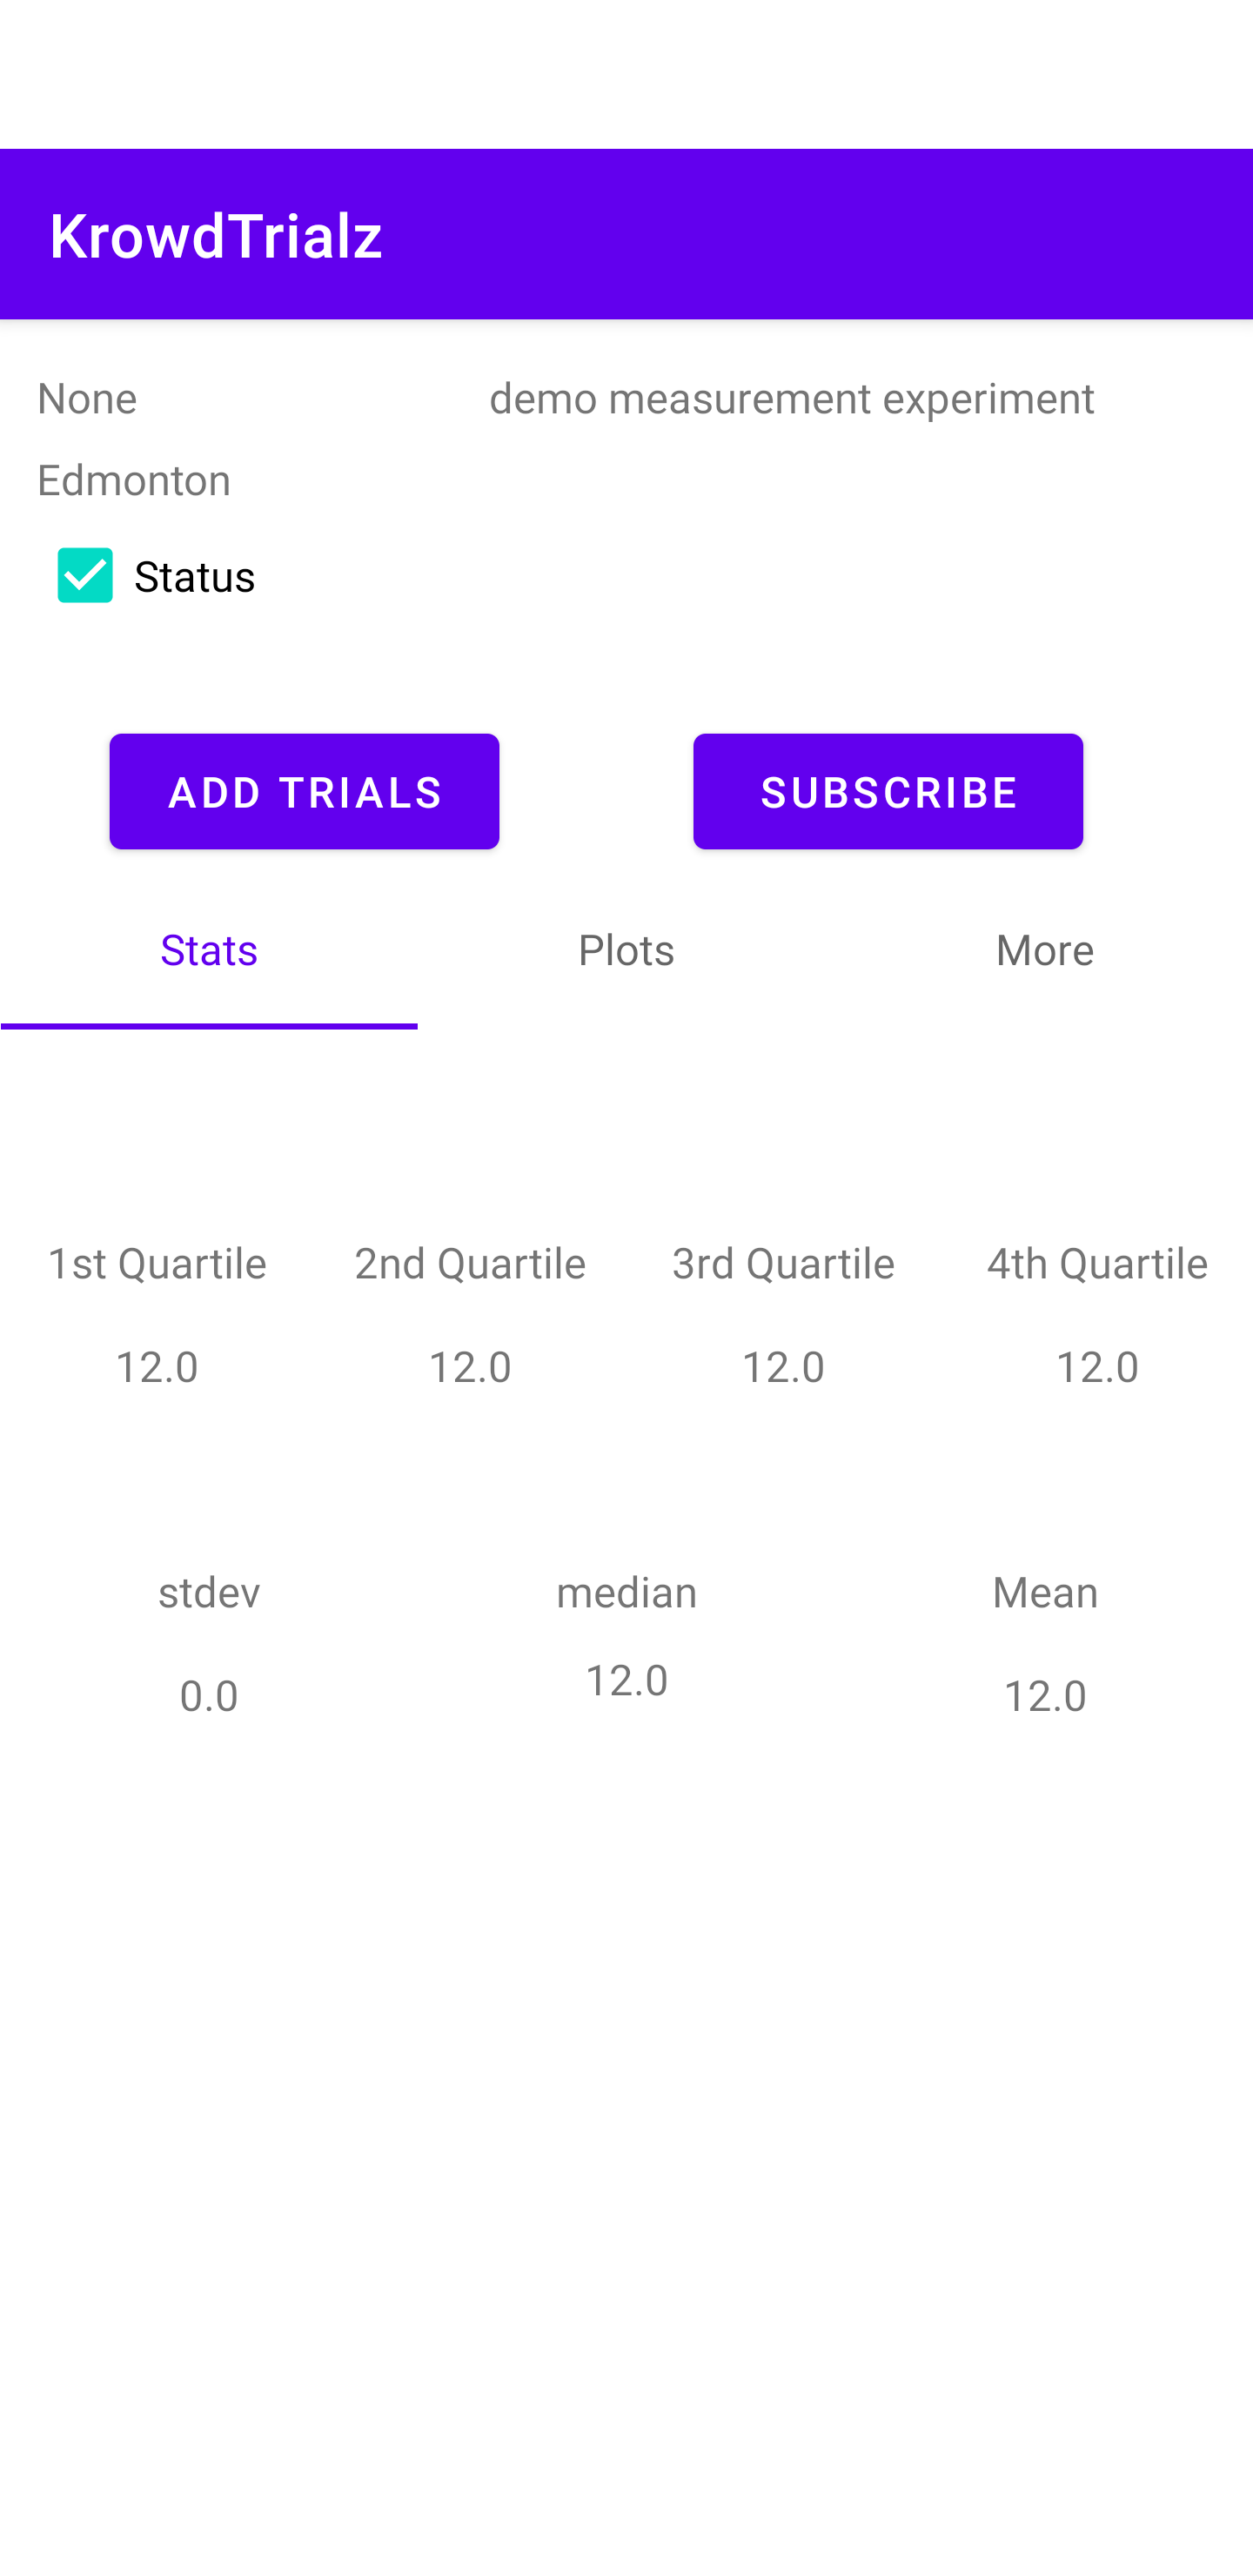 KrowdTrialz
None demo measurement experiment
Edmonton
Status
ADD TRIALS SUBSCRIBE
Stats Plots More
1st Quartile 2nd Quartile 3rd Quartile 4th Quartile
12.0 12.0 12.0 12.0
stdev median Mean
0.0 12.0 12.0